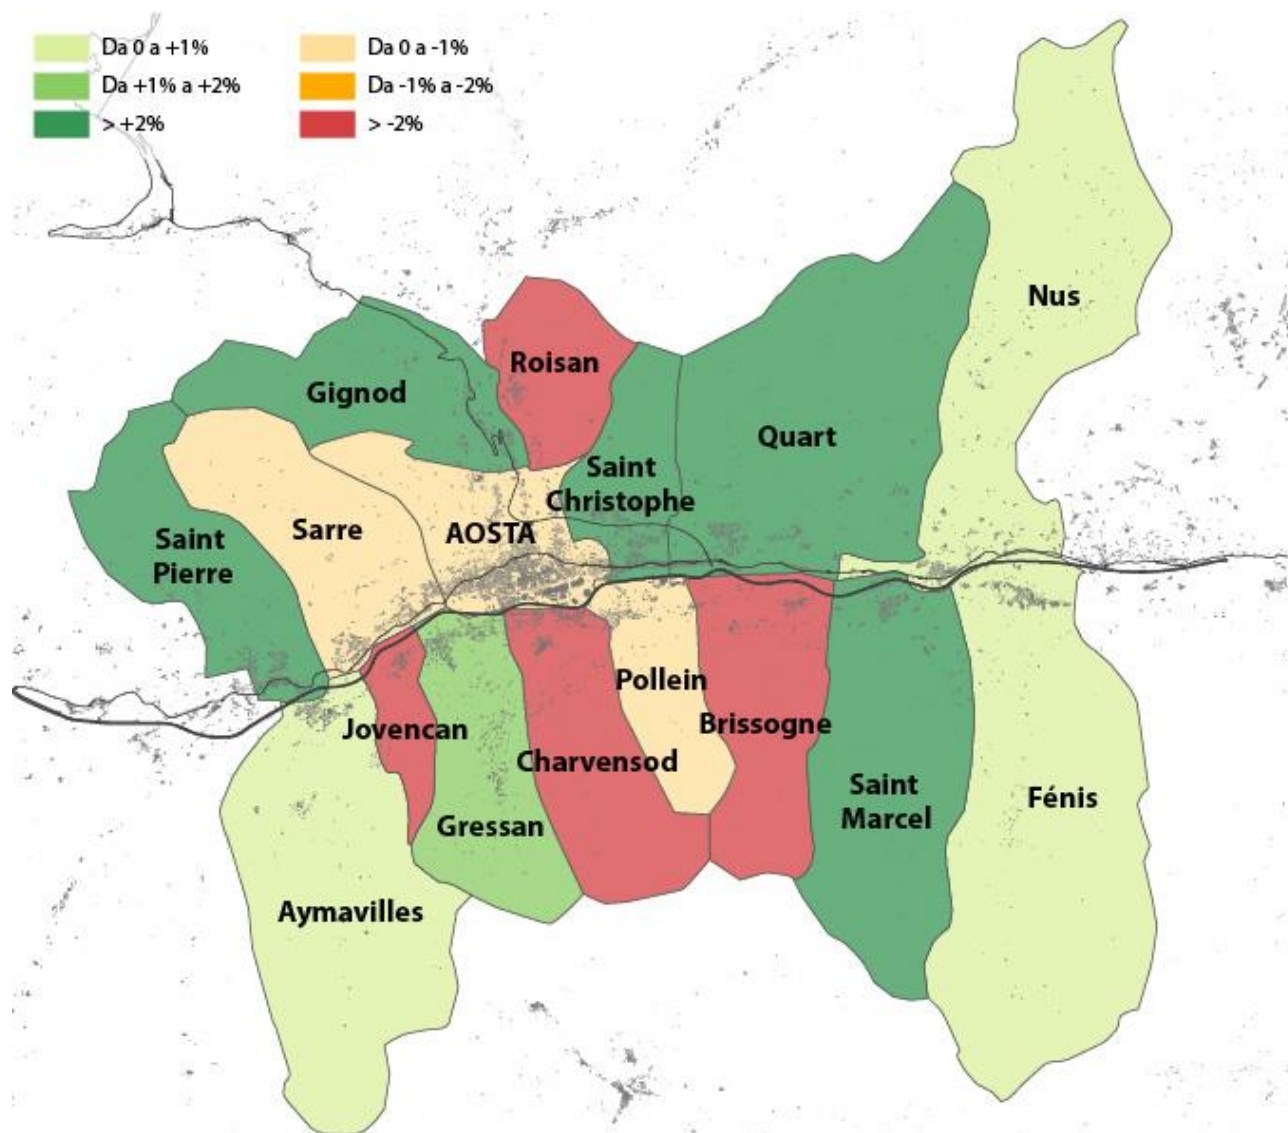 Da 0 a +1%
Da +1% a +2%
> +2%
Da 0 a -1%
Da -1% a -2%
> -2%
Nus
Roisan
Gignod
Quart
Saint
Christophe
Sarre
AOSTA
Saint
Pierre
Pollein
Jovencan
Brissogne
Charvensod
Saint
Marcel
Fénis
Gressan
Aymavilles